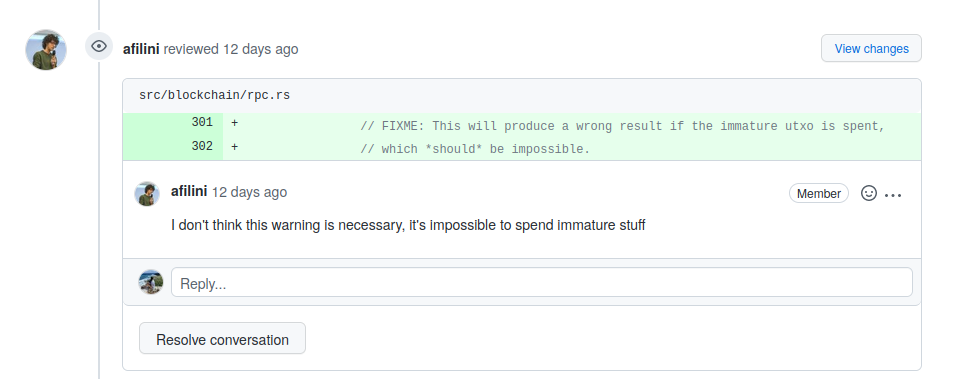 afilini reviewed 12 days ago
View changes
src/blockchain/rpc.rs
301 + // FIXME: This will produce a wrong result if the immature utxo is spent,
302 + // which *should* be impossible.
afilini 12 days ago
Member
I don't think this warning is necessary, it's impossible to spend immature stuff
Reply...
Resolve conversation